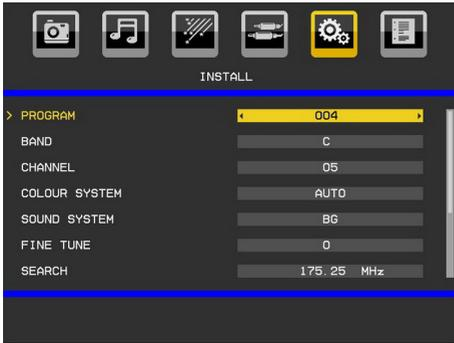 INSTALL
> PROGRAM 004
BAND C
CHANNEL 05
COLOUR SYSTEM AUTO
SOUND SYSTEM BG
FINE TUNE 0
SEARCH 175.25 MHz